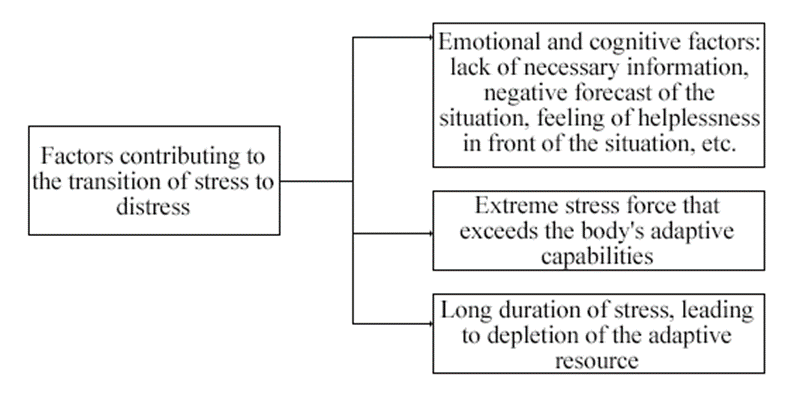 Factors contributing to
the transition of stress to
distress
Emotional and cognitive factors:
lack of necessary information,
negative forecast of the
situation, feeling of helplessness
in front of the situation, etc.
Extreme stress force that
exceeds the body's adaptive
capabilities
Long duration of stress, leading
to depletion of the adaptive
resource